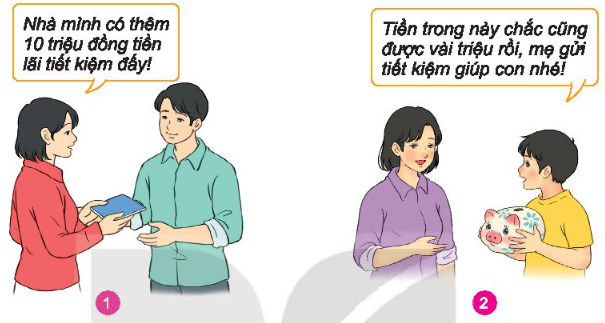 Nhà mình có thêm
10 triệu đồng tiền
lãi tiết kiệm đấy!
Tiền trong này chắc cũng
được vài triệu rồi, mẹ gửi
tiết kiệm giúp con nhé!
1
2